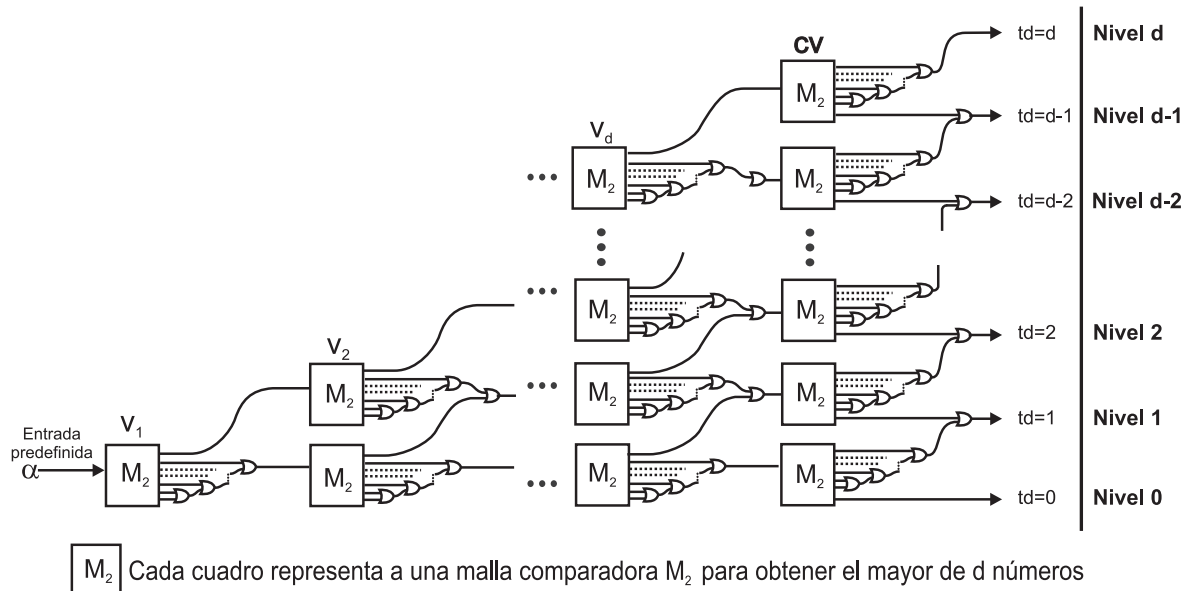 CV
M₂
td=d
Nivel d
td=d-1
Nivel d-1
V_d
M₂
M₂
td=d-2
Nivel d-2
M₂
M₂
td=2
Nivel 2
V₂
M₂
M₂
M₂
td=1
Nivel 1
V₁
Entrada
predefinida
α
M₂
M₂
M₂
M₂
td=0
Nivel 0
M₂ Cada cuadro representa a una malla comparadora M₂ para obtener el mayor de d números